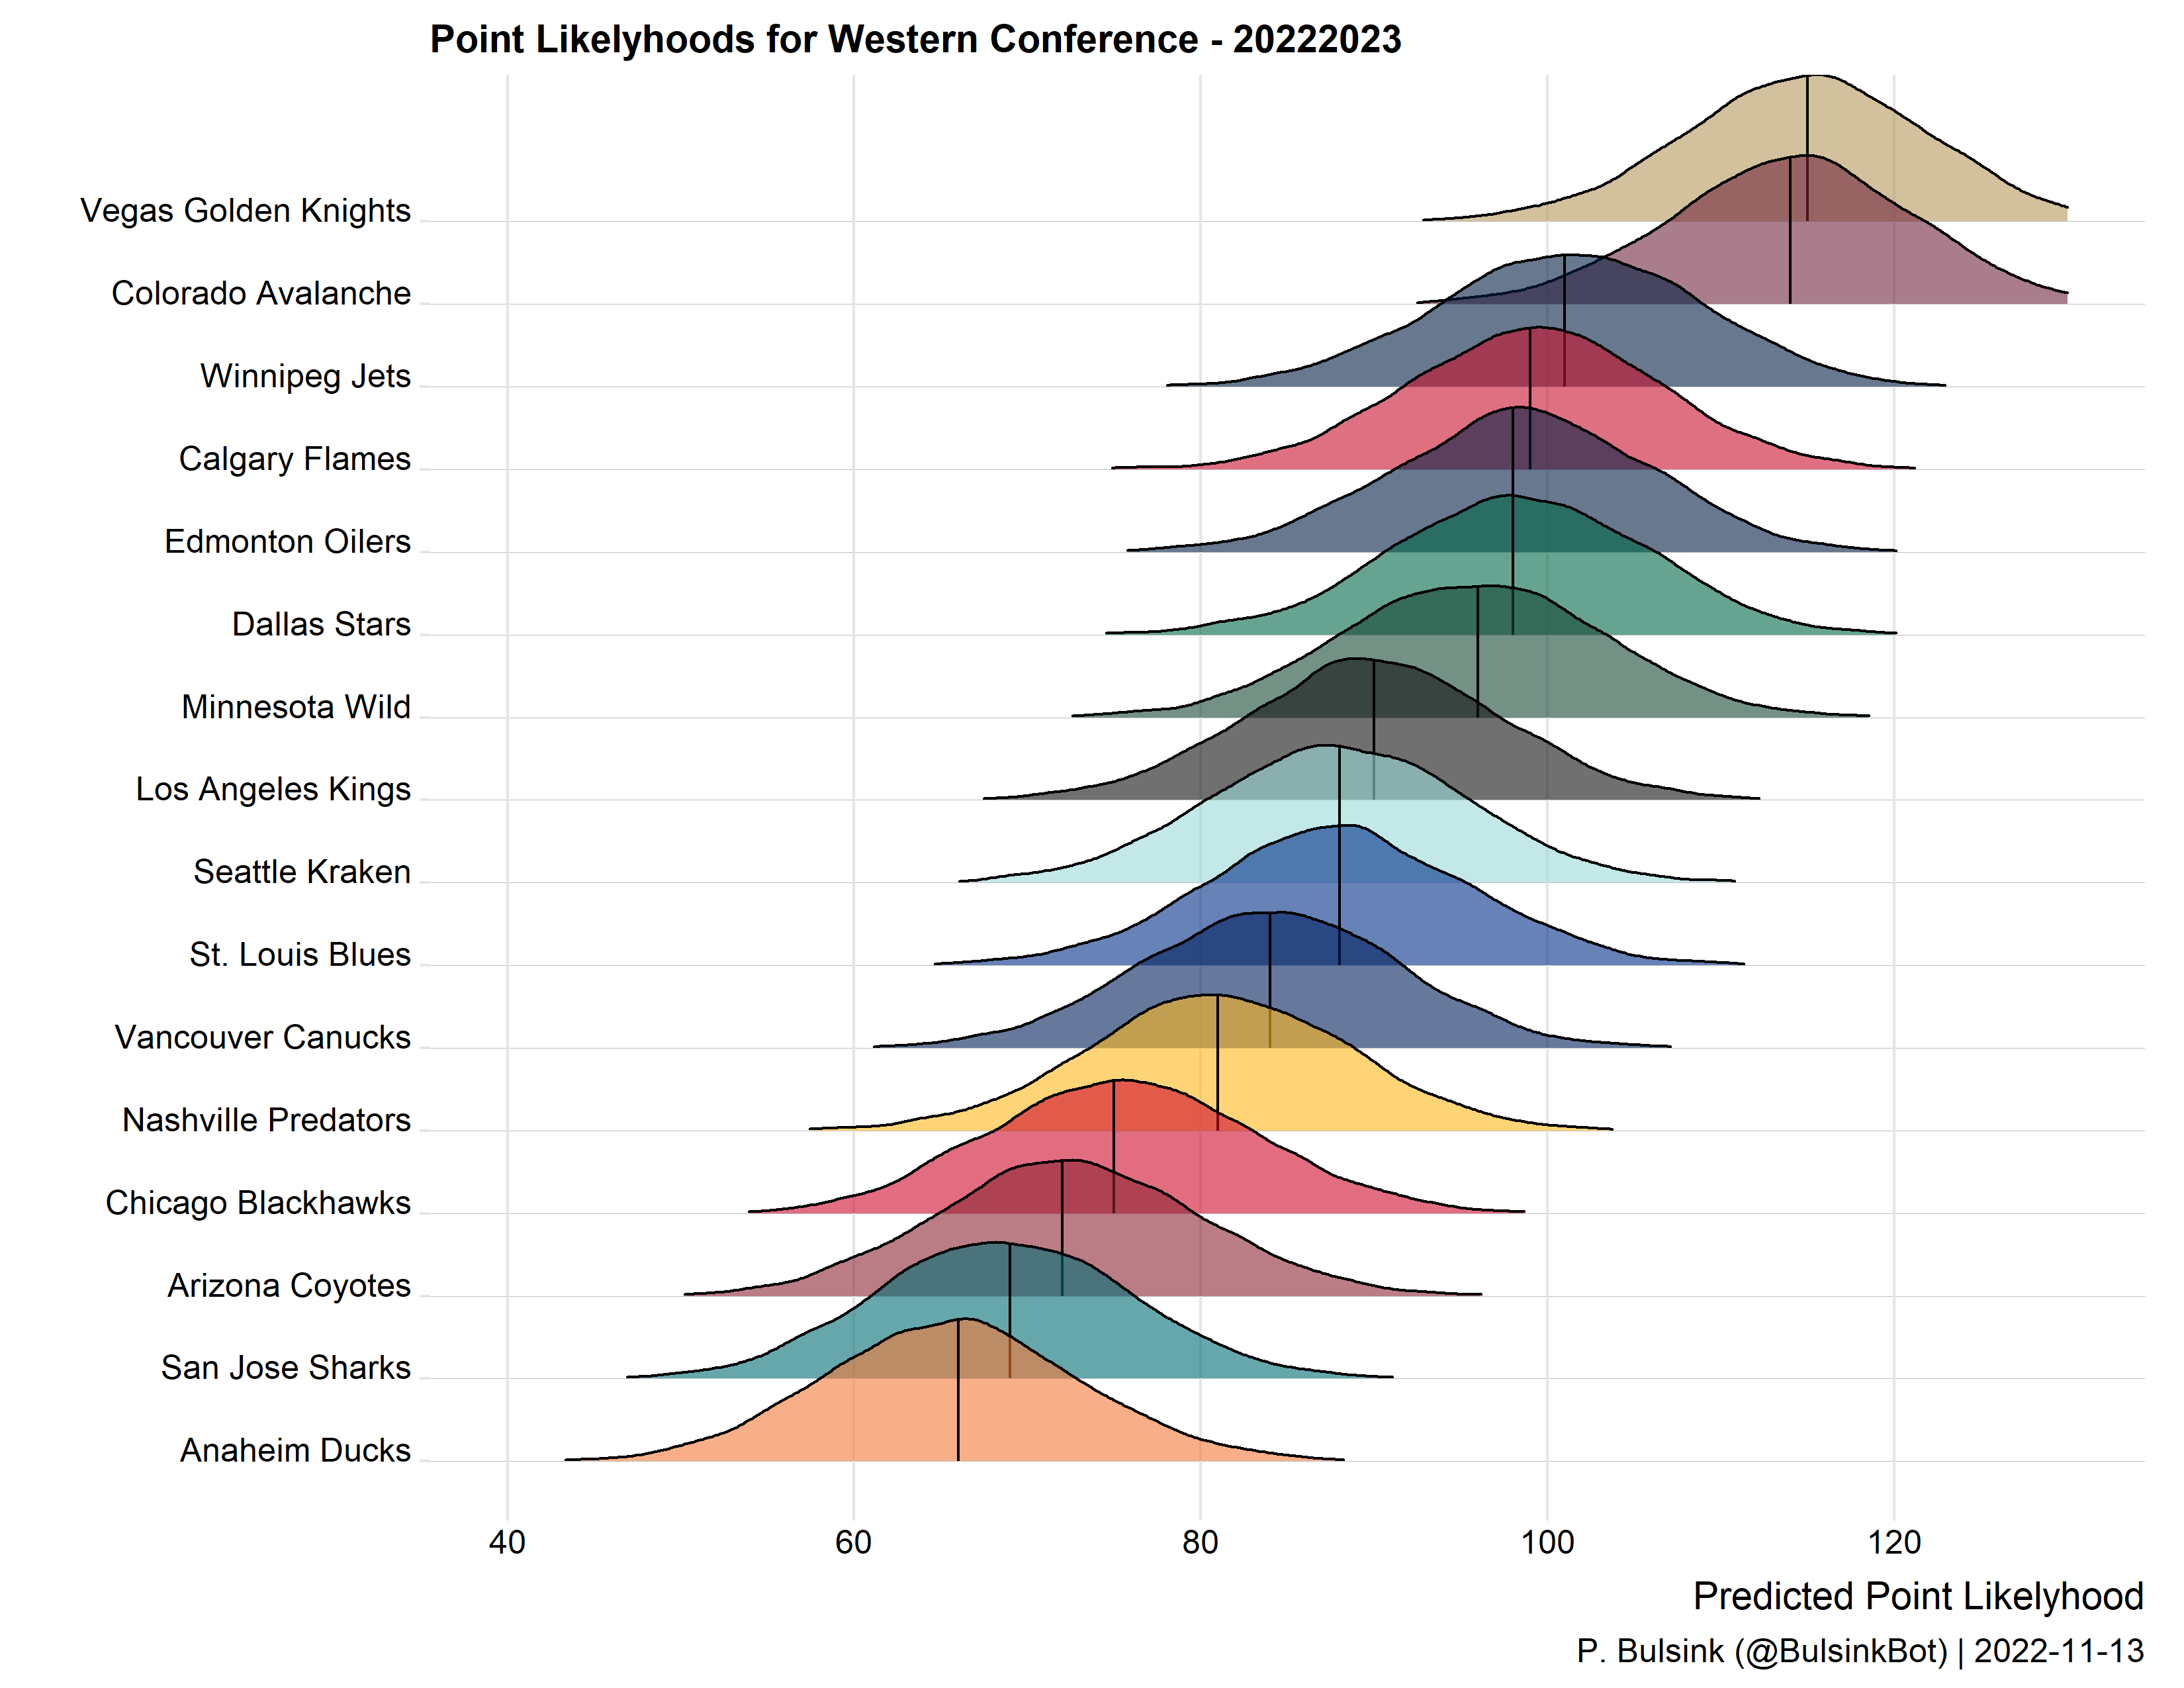 Point Likelyhoods for Western Conference - 20222023
Vegas Golden Knights
Colorado Avalanche
Winnipeg Jets
Calgary Flames
Edmonton Oilers
Dallas Stars
Minnesota Wild
Los Angeles Kings
Seattle Kraken
St. Louis Blues
Vancouver Canucks
Nashville Predators
Chicago Blackhawks
Arizona Coyotes
San Jose Sharks
Anaheim Ducks
40 60 80 100 120
Predicted Point Likelyhood
P. Bulsink (@BulsinkBot) | 2022-11-13